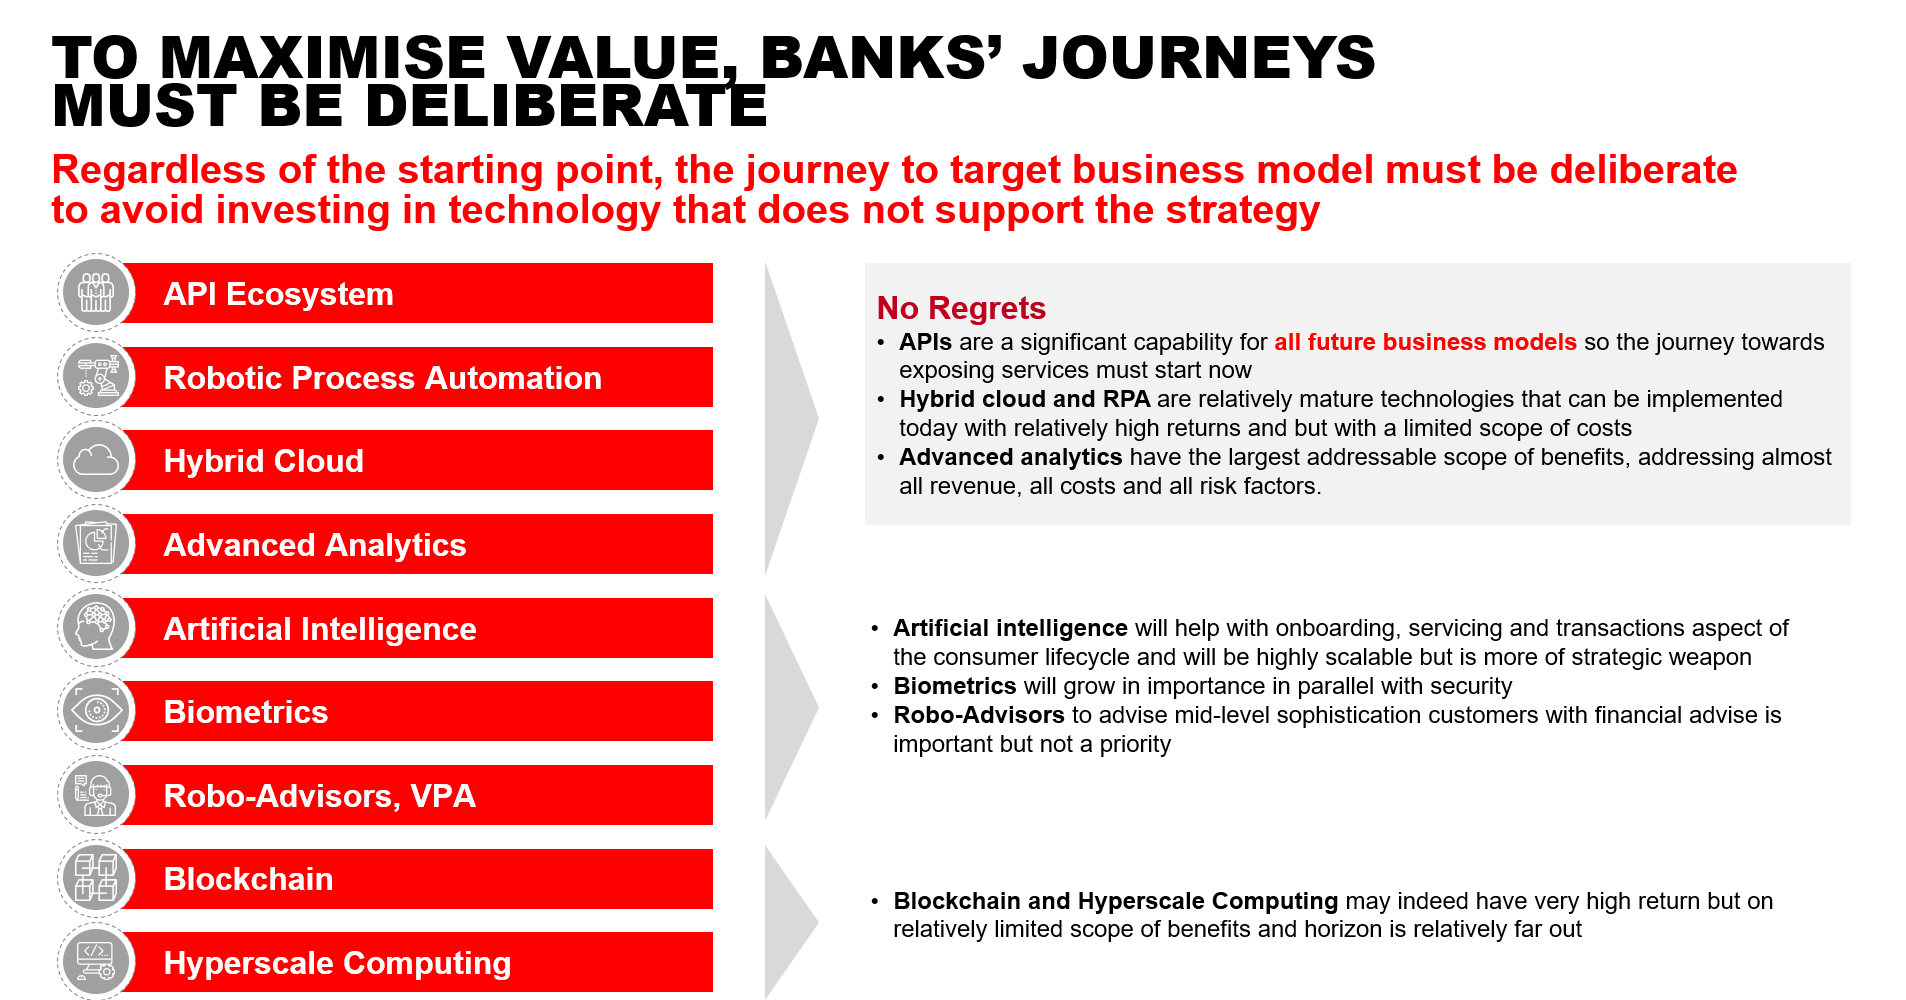 TO MAXIMISE VALUE, BANKS’ JOURNEYS
MUST BE DELIBERATE
Regardless of the starting point, the journey to target business model must be deliberate
to avoid investing in technology that does not support the strategy
API Ecosystem
Robotic Process Automation
Hybrid Cloud
Advanced Analytics
Artificial Intelligence
Biometrics
Robo-Advisors, VPA
Blockchain
Hyperscale Computing
No Regrets
• APIs are a significant capability for all future business models so the journey towards
exposing services must start now
• Hybrid cloud and RPA are relatively mature technologies that can be implemented
today with relatively high returns and but with a limited scope of costs
• Advanced analytics have the largest addressable scope of benefits, addressing almost
all revenue, all costs and all risk factors.
• Artificial intelligence will help with onboarding, servicing and transactions aspect of
the consumer lifecycle and will be highly scalable but is more of strategic weapon
• Biometrics will grow in importance in parallel with security
• Robo-Advisors to advise mid-level sophistication customers with financial advise is
important but not a priority
• Blockchain and Hyperscale Computing may indeed have very high return but on
relatively limited scope of benefits and horizon is relatively far out